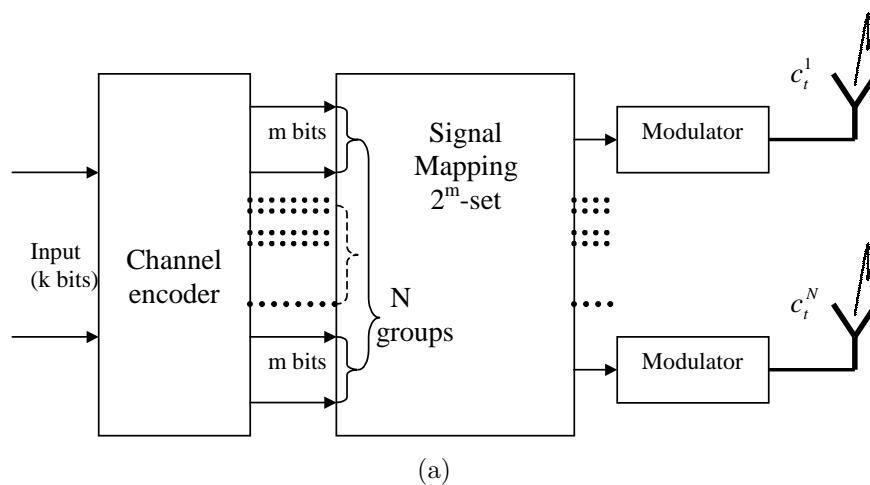 m bits
Signal
Mapping
2^m-set
Modulator
c_t^1
Input
(k bits)
Channel
encoder
N
groups
m bits
Modulator
c_t^N
(a)